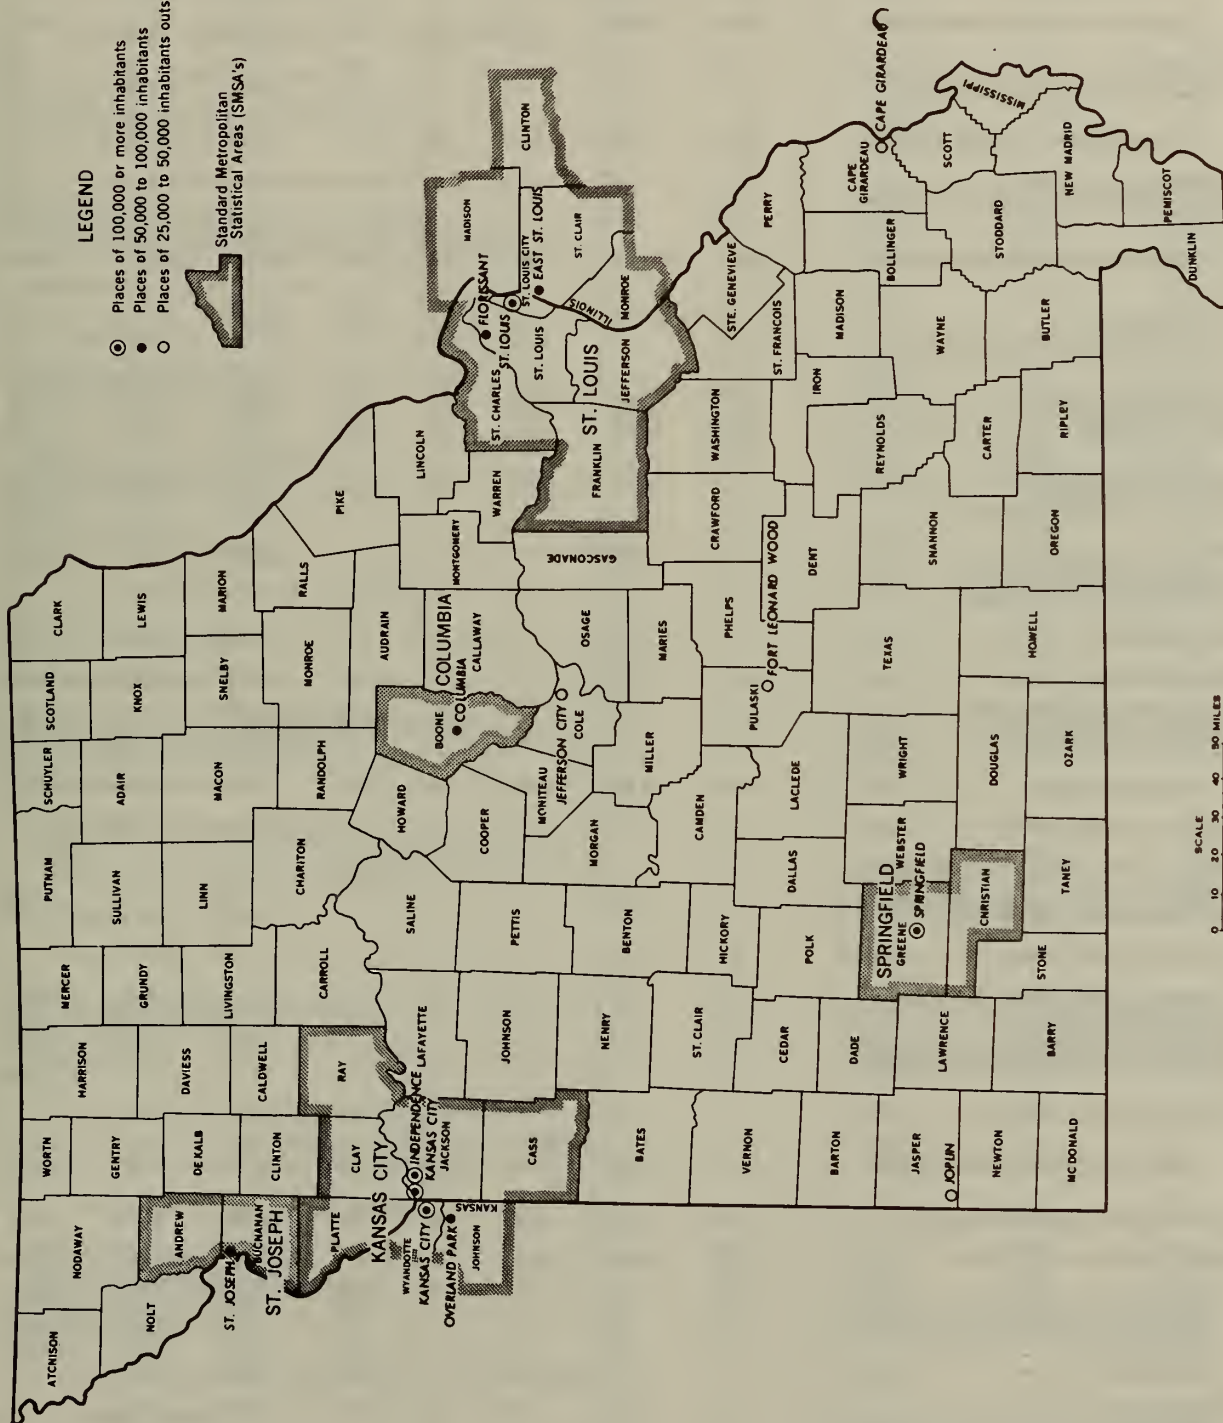 LEGEND
Places of 100,000 or more inhabitants
Places of 50,000 to 100,000 inhabitants
Places of 25,000 to 50,000 inhabitants outs
Standard Metropolitan
Statistical Areas (SMSA's)
ATCNISON
NODAWAY
WORTN
NARRISON
MERCER
PUTNAM
SCHUYLER
SCOTLAND
CLARK
NOLT
ANDREW
GENTRY
DAVIESS
GRUNDY
SULLIVAN
ADAIR
KNOX
LEWIS
DE KALB
LIVINGSTON
LINN
MACON
SNELBY
MARION
ST. JOSEPH
BUCNANAN
ST. JOSEPH
CLINTON
CALDWELL
CARROLL
CHARITON
RANDOLPH
MONROE
RALLS
PIKE
PLATTE
CLAY
RAY
KANSAS CITY
SALINE
HOWARD
BOONE
COLUMBIA
COLUMBIA
AUDRAIN
CALLAWAY
MONTGOMERY
LINCOLN
WARREN
ST. CHARLES
WYANDOTTE
KANSAS CITY
OVERLAND PARK
JOHNSON
KANSAS
INDEPENDENCE
KANSAS CITY
JACKSON
LAFAYETTE
COOPER
MONITEAU
JEFFERSON CITY
COLE
OSAGE
GASCONADE
FRANKLIN
ST. LOUIS
ST. LOUIS
ST. LOUIS
FLORISSANT
ST. LOUIS CITY
EAST ST. LOUIS
MADISON
CLINTON
ST. CLAIR
MONROE
ILLINOIS
JEFFERSON
CASS
JOHNSON
PETTIS
MORGAN
MILLER
MARIES
BATES
NENRY
BENTON
CAMDEN
PULASKI
PHELPS
FORT LEONARD WOOD
CRAWFORD
WASHINGTON
STE. GENEVIEVE
ST. FRANCOIS
PERRY
VERNON
ST. CLAIR
HICKORY
DALLAS
LACLEDE
DENT
IRON
MADISON
BOLLINGER
CAPE
GIRARDEAU
CAPE GIRARDEAU
BARTON
CEDAR
POLK
WEBSTER
WRIGHT
TEXAS
REYNOLDS
WAYNE
SCOTT
MISSISSIPPI
JASPER
DADE
SPRINGFIELD
GREENE
SPRINGFIELD
SNANNON
CARTER
STODDARD
NEW MADRID
JOPLIN
NEWTON
LAWRENCE
CNRISTIAN
DOUGLAS
HOWELL
OREGON
RIPLEY
BUTLER
PEMISCOT
MC DONALD
BARRY
STONE
TANEY
OZARK
DUNKLIN
SCALE
0 10 20 30 40 50 MILES